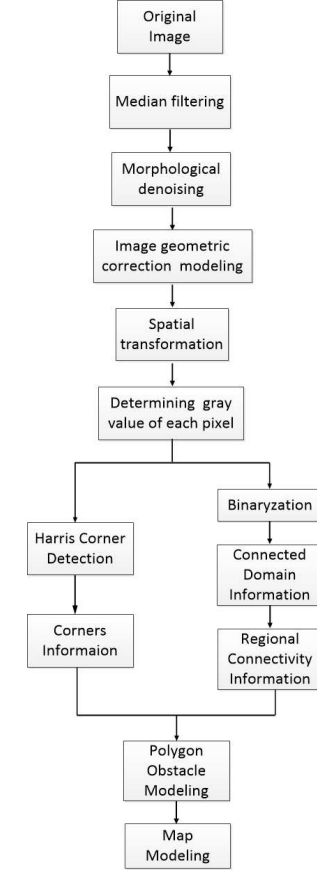 Original
Image
Median filtering
Morphological
denoising
Image geometric
correction modeling
Spatial
transformation
Determining gray
value of each pixel
Harris Corner
Detection
Corners
Informaion
Binaryzation
Connected
Domain
Information
Regional
Connectivity
Information
Polygon
Obstacle
Modeling
Map
Modeling